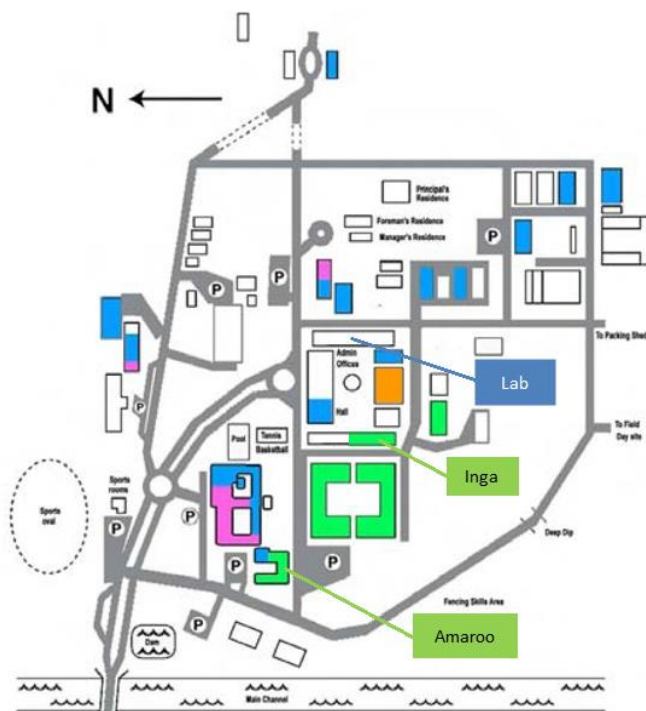 N
Principal's
Residence
Foreman's Residence
Manager's Residence
P
P
P
To Packing Shed
Admin
Offices
Lab
Hall
P
To Field
Day site
Pool
Tennis
Basketball
Inga
Sports
rooms
Sports
oval
P
P
Deep Dip
P
P
Fencing Skills Area
P
Amaroo
Dam
Main Channel